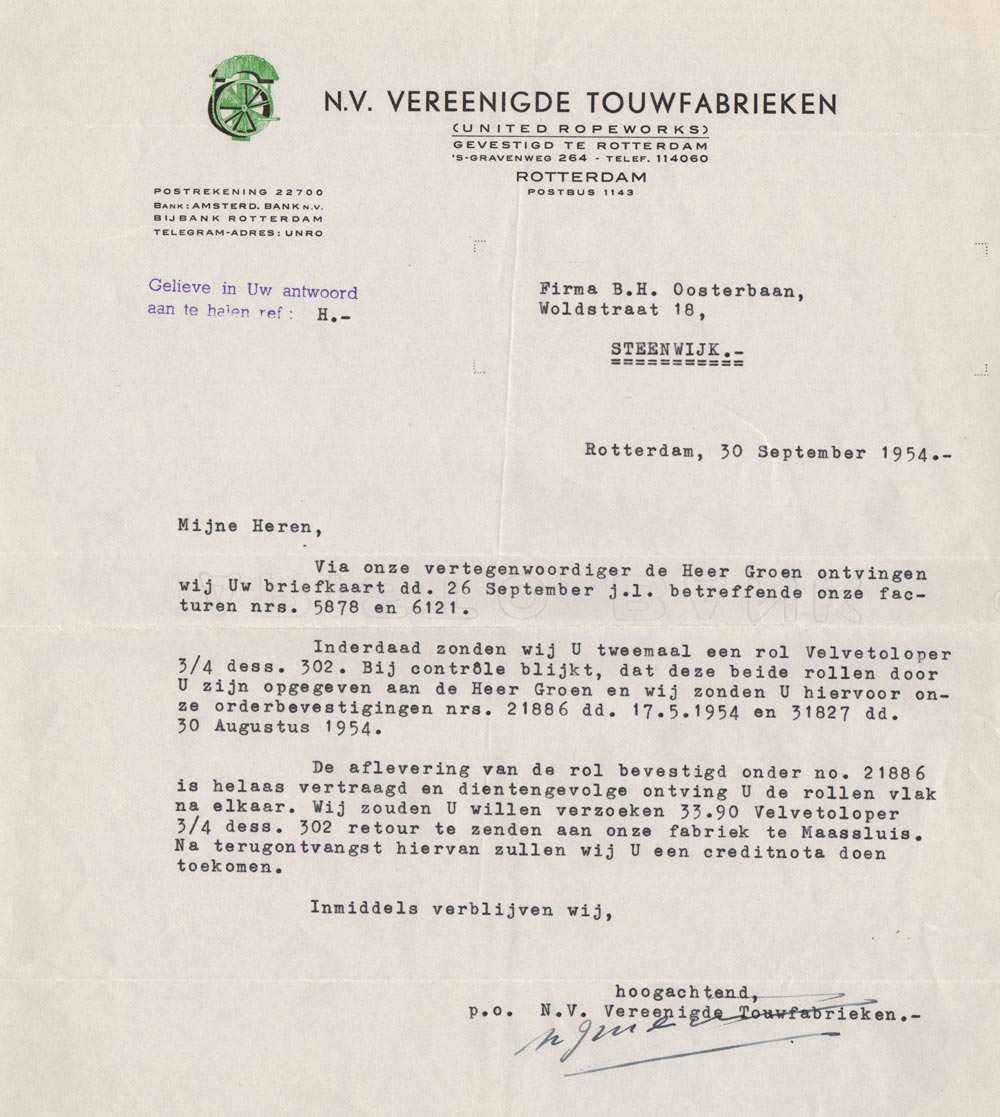 N.V. VEREENIGDE TOUWFABRIEKEN
(UNITED ROPEWORKS)
GEVESTIGD TE ROTTERDAM
'S-GRAVENWEG 264 - TELEF. 114060
ROTTERDAM
POSTBUS 1143
POSTREKENING 22700
BANK: AMSTERD. BANK N.V.
BIJBANK ROTTERDAM
TELEGRAM-ADRES: UNRO
Gelieve in Uw antwoord
aan te halen ref: H.-
Firma B.H. Oosterbaan,
Woldstraat 18,
STEENWIJK.-
===========
Rotterdam, 30 September 1954.-
Mijne Heren,
Via onze vertegenwoordiger de Heer Groen ontvingen
wij Uw briefkaart dd. 26 September j.l. betreffende onze fac-
turen nrs. 5878 en 6121.
Inderdaad zonden wij U tweemaal een rol Velvetoloper
3/4 dess. 302. Bij contrôle blijkt, dat deze beide rollen door
U zijn opgegeven aan de Heer Groen en wij zonden U hiervoor on-
ze orderbevestigingen nrs. 21886 dd. 17.5.1954 en 31827 dd.
30 Augustus 1954.
De aflevering van de rol bevestigd onder no. 21886
is helaas vertraagd en dientengevolge ontving U de rollen vlak
na elkaar. Wij zouden U willen verzoeken 33.90 Velvetoloper
3/4 dess. 302 retour te zenden aan onze fabriek te Maassluis.
Na terugontvangst hiervan zullen wij U een creditnota doen
toekomen.
Inmiddels verblijven wij,
hoogachtend,
p.o. N.V. Vereenigde Touwfabrieken.-